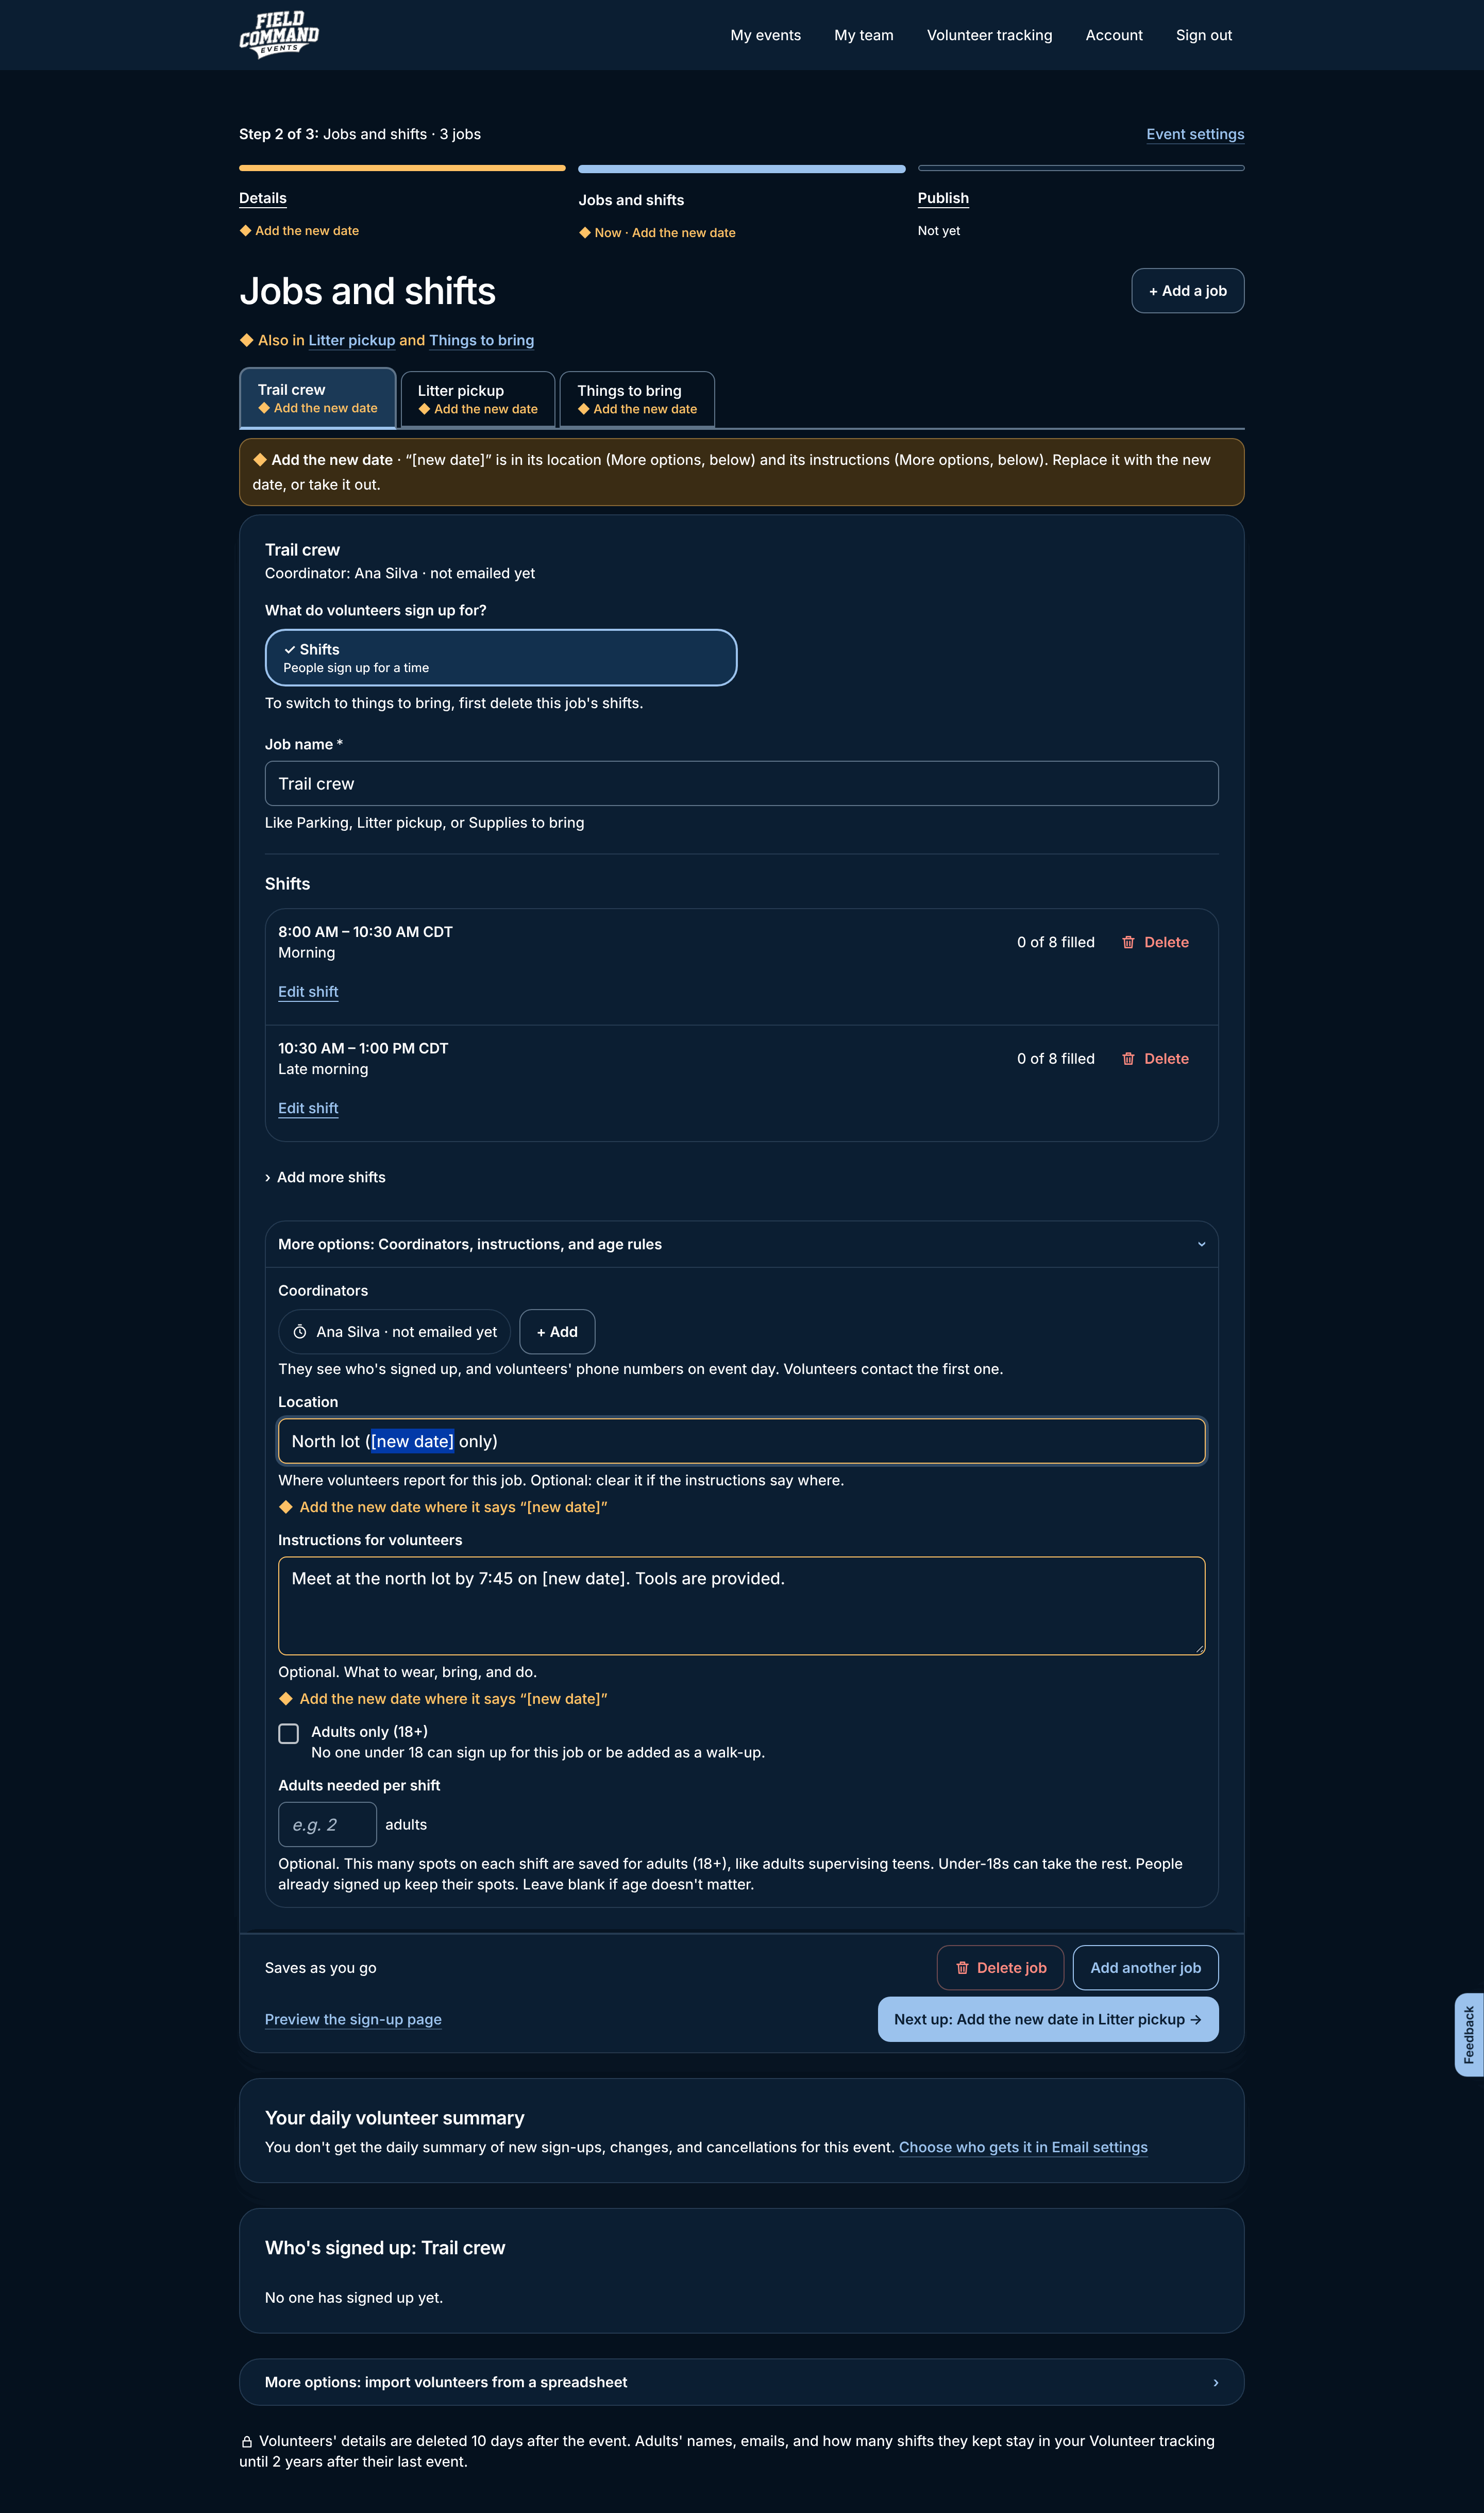 FIELD
COMMAND
EVENTS
My events
My team
Volunteer tracking
Account
Sign out
Step 2 of 3: Jobs and shifts · 3 jobs
Event settings
Details
◆ Add the new date
Jobs and shifts
◆ Now · Add the new date
Publish
Not yet
Jobs and shifts
+ Add a job
◆ Also in Litter pickup and Things to bring
Trail crew
◆ Add the new date
Litter pickup
◆ Add the new date
Things to bring
◆ Add the new date
◆ Add the new date · “[new date]” is in its location (More options, below) and its instructions (More options, below). Replace it with the new
date, or take it out.
Trail crew
Coordinator: Ana Silva · not emailed yet
What do volunteers sign up for?
✓ Shifts
People sign up for a time
To switch to things to bring, first delete this job's shifts.
Job name *
Trail crew
Like Parking, Litter pickup, or Supplies to bring
Shifts
8:00 AM – 10:30 AM CDT
Morning
0 of 8 filled
Delete
Edit shift
10:30 AM – 1:00 PM CDT
Late morning
0 of 8 filled
Delete
Edit shift
› Add more shifts
More options: Coordinators, instructions, and age rules
Coordinators
Ana Silva · not emailed yet
+ Add
They see who's signed up, and volunteers' phone numbers on event day. Volunteers contact the first one.
Location
North lot ([new date] only)
Where volunteers report for this job. Optional: clear it if the instructions say where.
◆ Add the new date where it says “[new date]”
Instructions for volunteers
Meet at the north lot by 7:45 on [new date]. Tools are provided.
Optional. What to wear, bring, and do.
◆ Add the new date where it says “[new date]”
Adults only (18+)
No one under 18 can sign up for this job or be added as a walk-up.
Adults needed per shift
e.g. 2
adults
Optional. This many spots on each shift are saved for adults (18+), like adults supervising teens. Under-18s can take the rest. People
already signed up keep their spots. Leave blank if age doesn't matter.
Saves as you go
Delete job
Add another job
Preview the sign-up page
Next up: Add the new date in Litter pickup →
Feedback
Your daily volunteer summary
You don't get the daily summary of new sign-ups, changes, and cancellations for this event. Choose who gets it in Email settings
Who's signed up: Trail crew
No one has signed up yet.
More options: import volunteers from a spreadsheet
Volunteers' details are deleted 10 days after the event. Adults' names, emails, and how many shifts they kept stay in your Volunteer tracking
until 2 years after their last event.